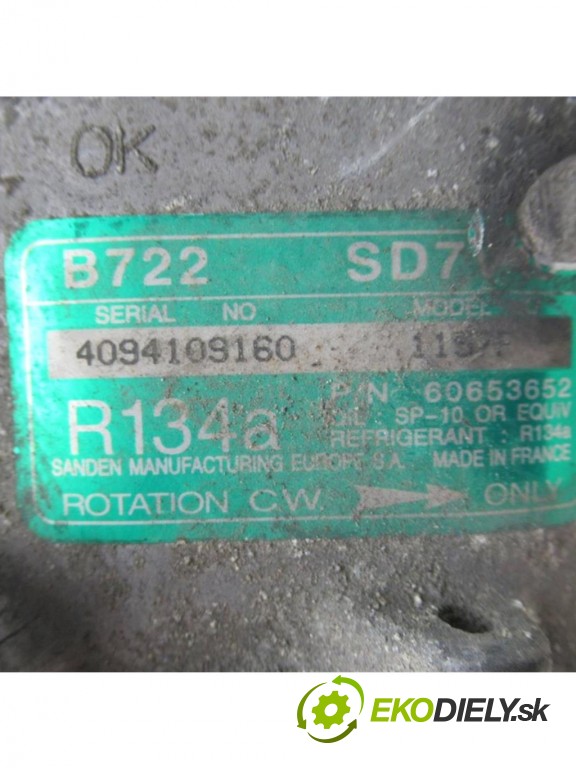 OK
B722 SD7
SERIAL NO MODEL
4094109160
R134a
P/N 60653652
OIL : SP-10 OR EQUIV
REFRIGERANT : R134a
SANDEN MANUFACTURING EUROPE S.A. MADE IN FRANCE
ROTATION C.W. ONLY
EKODIELY.sk